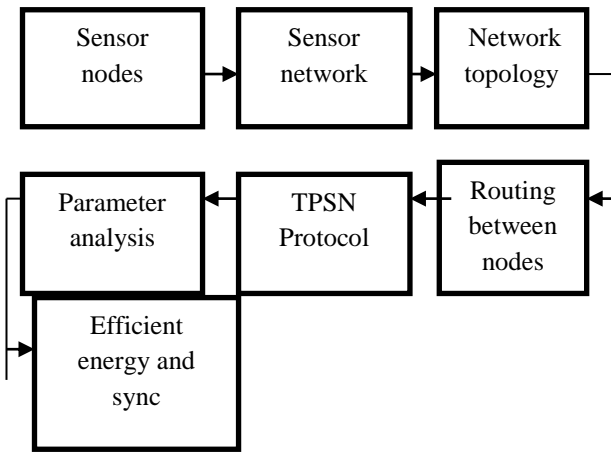 Sensor
nodes
Sensor
network
Network
topology
Parameter
analysis
TPSN
Protocol
Routing
between
nodes
Efficient
energy and
sync